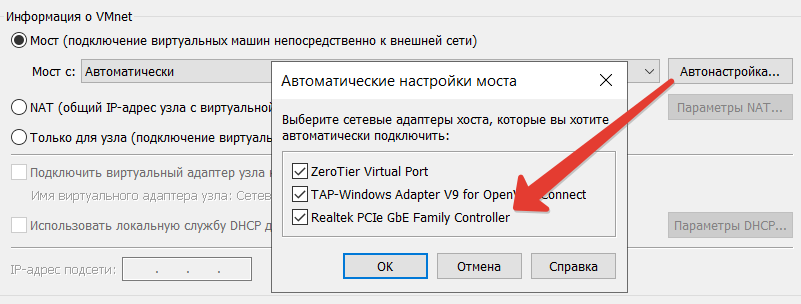 Информация о VMnet
Мост (подключение виртуальных машин непосредственно к внешней сети)
Мост с: Автоматически Автонастройка...
Автоматические настройки моста
NAT (общий IP-адрес узла с виртуальной Параметры NAT...
Выберите сетевые адаптеры хоста, которые вы хотите
автоматически подключить:
Только для узла (подключение виртуаль
ZeroTier Virtual Port
Подключить виртуальный адаптер узла
TAP-Windows Adapter V9 for Connect
Имя виртуального адаптера узла: Сетев
Realtek PCIe GbE Family Controller
Использовать локальную службу DHCP Параметры DHCP...
IP-адрес подсети: . . .
OK Отмена Справка